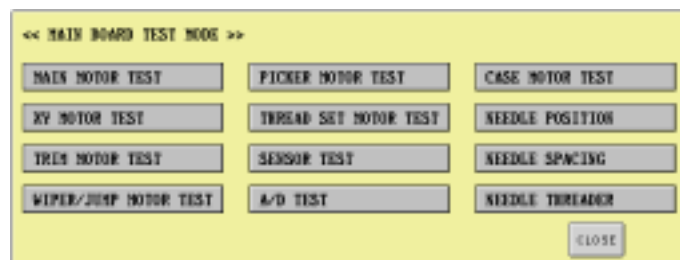 << MAIN BOARD TEST MODE >>
MAIN MOTOR TEST
PICKER MOTOR TEST
CASE MOTOR TEST
XY MOTOR TEST
THREAD SET MOTOR TEST
NEEDLE POSITION
TRIM MOTOR TEST
SENSOR TEST
NEEDLE SPACING
WIPER/JUMP MOTOR TEST
A/D TEST
NEEDLE THREADER
CLOSE